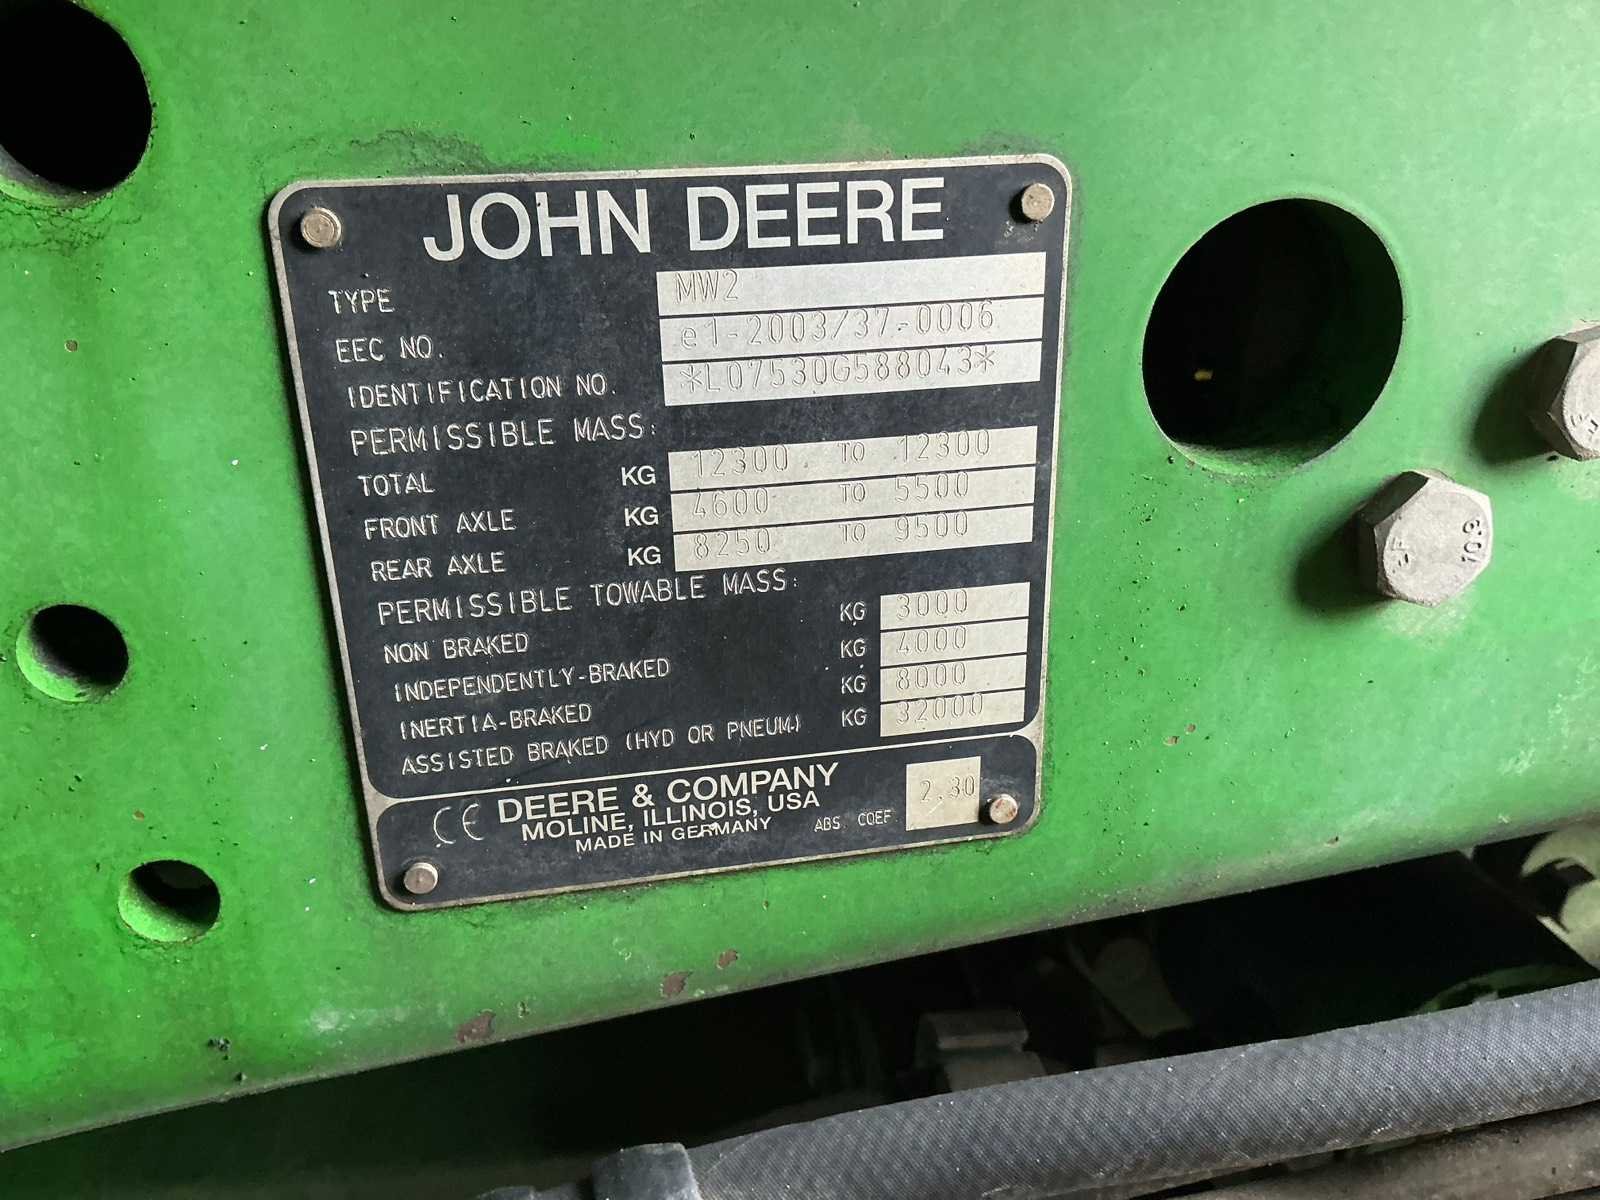 JOHN DEERE
TYPE MW2
EEC NO. e1-2003/37-0006
IDENTIFICATION NO. *L07530G588043*
PERMISSIBLE MASS:
TOTAL KG 12300 TO 12300
FRONT AXLE KG 4600 TO 5500
REAR AXLE KG 8250 TO 9500
PERMISSIBLE TOWABLE MASS:
NON BRAKED KG 3000
INDEPENDENTLY-BRAKED KG 4000
INERTIA-BRAKED KG 8000
ASSISTED BRAKED (HYD OR PNEUM.) KG 32000
CE DEERE & COMPANY
MOLINE, ILLINOIS, USA
MADE IN GERMANY
ABS. COEF. 2.30
10.9